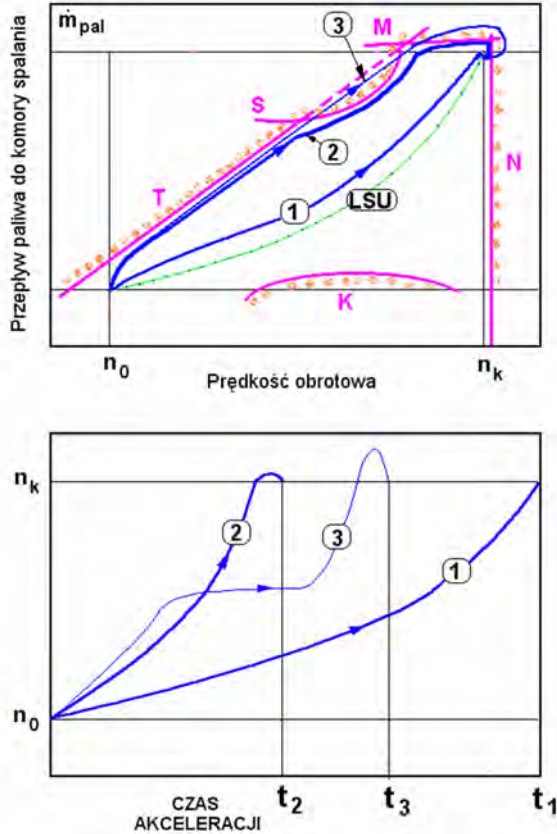 ṁpal
Przepływ paliwa do komory spalania
3
M
S
T
2
N
1
LSU
K
n0
nk
Prędkość obrotowa
nk
2
3
1
n0
t2
t3
t1
CZAS
AKCELERACJI